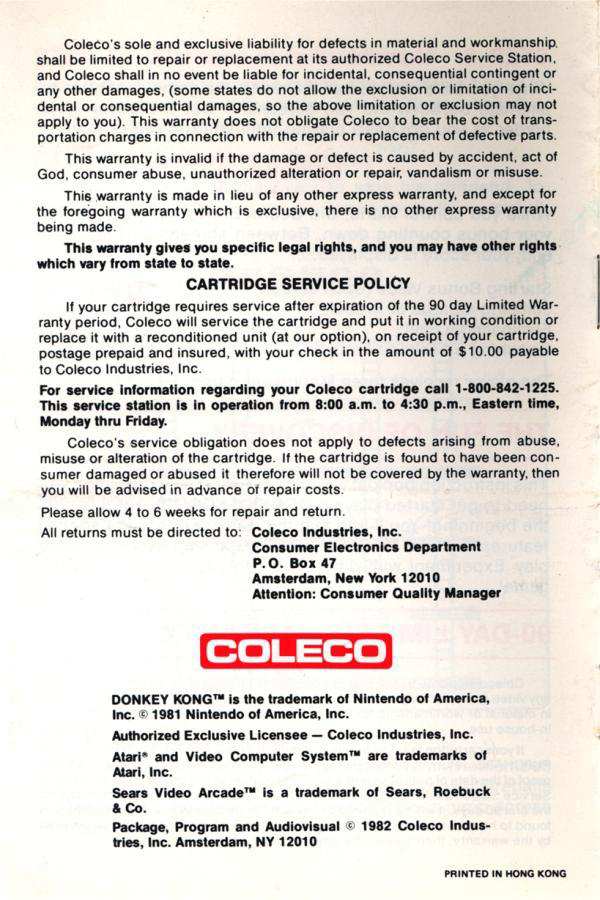 Coleco's sole and exclusive liability for defects in material and workmanship
shall be limited to repair or replacement at its authorized Coleco Service Station,
and Coleco shall in no event be liable for incidental, consequential contingent or
any other damages, (some states do not allow the exclusion or limitation of inci-
dental or consequential damages, so the above limitation or exclusion may not
apply to you). This warranty does not obligate Coleco to bear the cost of trans-
portation charges in connection with the repair or replacement of defective parts.
This warranty is invalid if the damage or defect is caused by accident, act of
God, consumer abuse, unauthorized alteration or repair, vandalism or misuse.
This warranty is made in lieu of any other express warranty, and except for
the foregoing warranty which is exclusive, there is no other express warranty
being made.
This warranty gives you specific legal rights, and you may have other rights
which vary from state to state.
CARTRIDGE SERVICE POLICY
If your cartridge requires service after expiration of the 90 day Limited War-
ranty period, Coleco will service the cartridge and put it in working condition or
replace it with a reconditioned unit (at our option), on receipt of your cartridge,
postage prepaid and insured, with your check in the amount of $10.00 payable
to Coleco Industries, Inc.
For service information regarding your Coleco cartridge call 1-800-842-1225.
This service station is in operation from 8:00 a.m. to 4:30 p.m., Eastern time,
Monday thru Friday.
Coleco's service obligation does not apply to defects arising from abuse,
misuse or alteration of the cartridge. If the cartridge is found to have been con-
sumer damaged or abused it therefore will not be covered by the warranty, then
you will be advised in advance of repair costs.
Please allow 4 to 6 weeks for repair and return.
All returns must be directed to: Coleco Industries, Inc.
Consumer Electronics Department
P.O. Box 47
Amsterdam, New York 12010
Attention: Consumer Quality Manager
COLECO
DONKEY KONG™ is the trademark of Nintendo of America,
Inc. © 1981 Nintendo of America, Inc.
Authorized Exclusive Licensee — Coleco Industries, Inc.
Atari® and Video Computer System™ are trademarks of
Atari, Inc.
Sears Video Arcade™ is a trademark of Sears, Roebuck
& Co.
Package, Program and Audiovisual © 1982 Coleco Indus-
tries, Inc. Amsterdam, NY 12010
PRINTED IN HONG KONG